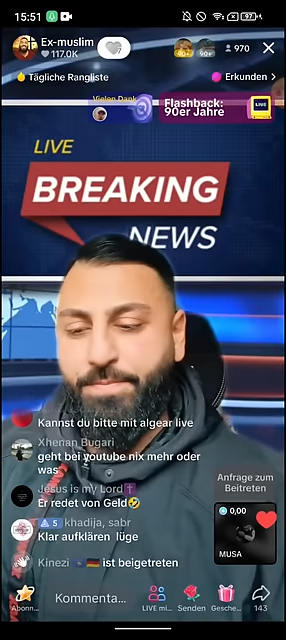 15:51
97
Ex-muslim
117.0K
970
Tägliche Rangliste
Erkunden >
Vielen Dank
Flashback:
90er Jahre
LIVE
LIVE
BREAKING
NEWS
Kannst du bitte mit algear live
Xhenan Bugari
geht bei youtube nix mehr oder
was
Jesus is my Lord✝️
Er redet von Geld🤣
5 khadija, sabr
Klar aufklären lüge
Kinezi 🇩🇪 ist beigetreten
Anfrage zum
Beitreten
0,00
MUSA
Abonn...
Kommenta...
LIVE mi...
Senden
Gesche...
143